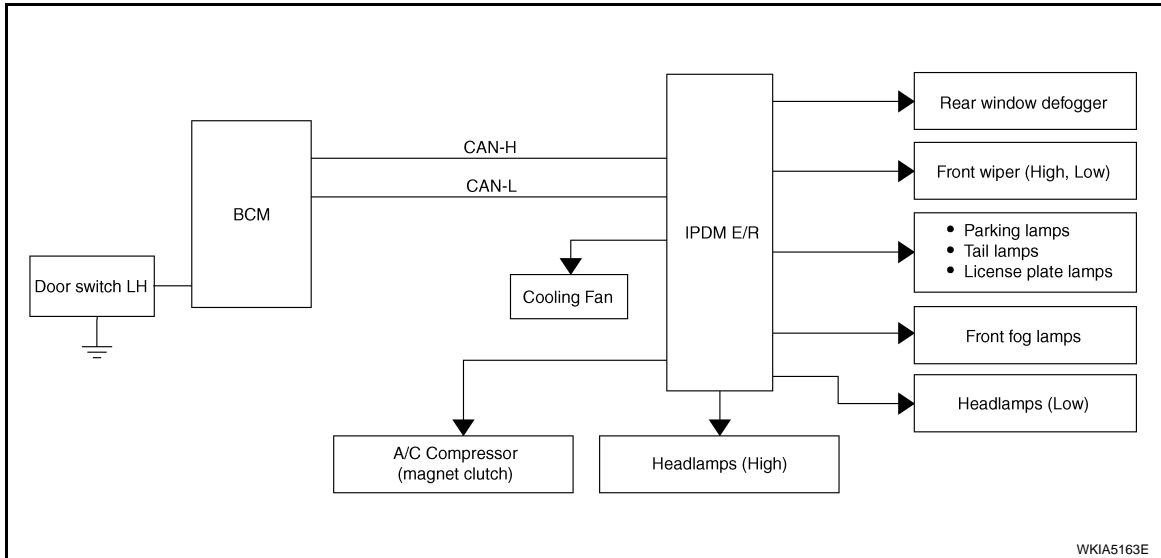 Rear window defogger
CAN-H
Front wiper (High, Low)
CAN-L
BCM
IPDM E/R
• Parking lamps
• Tail lamps
• License plate lamps
Door switch LH
Cooling Fan
Front fog lamps
Headlamps (Low)
A/C Compressor
(magnet clutch)
Headlamps (High)
WKIA5163E